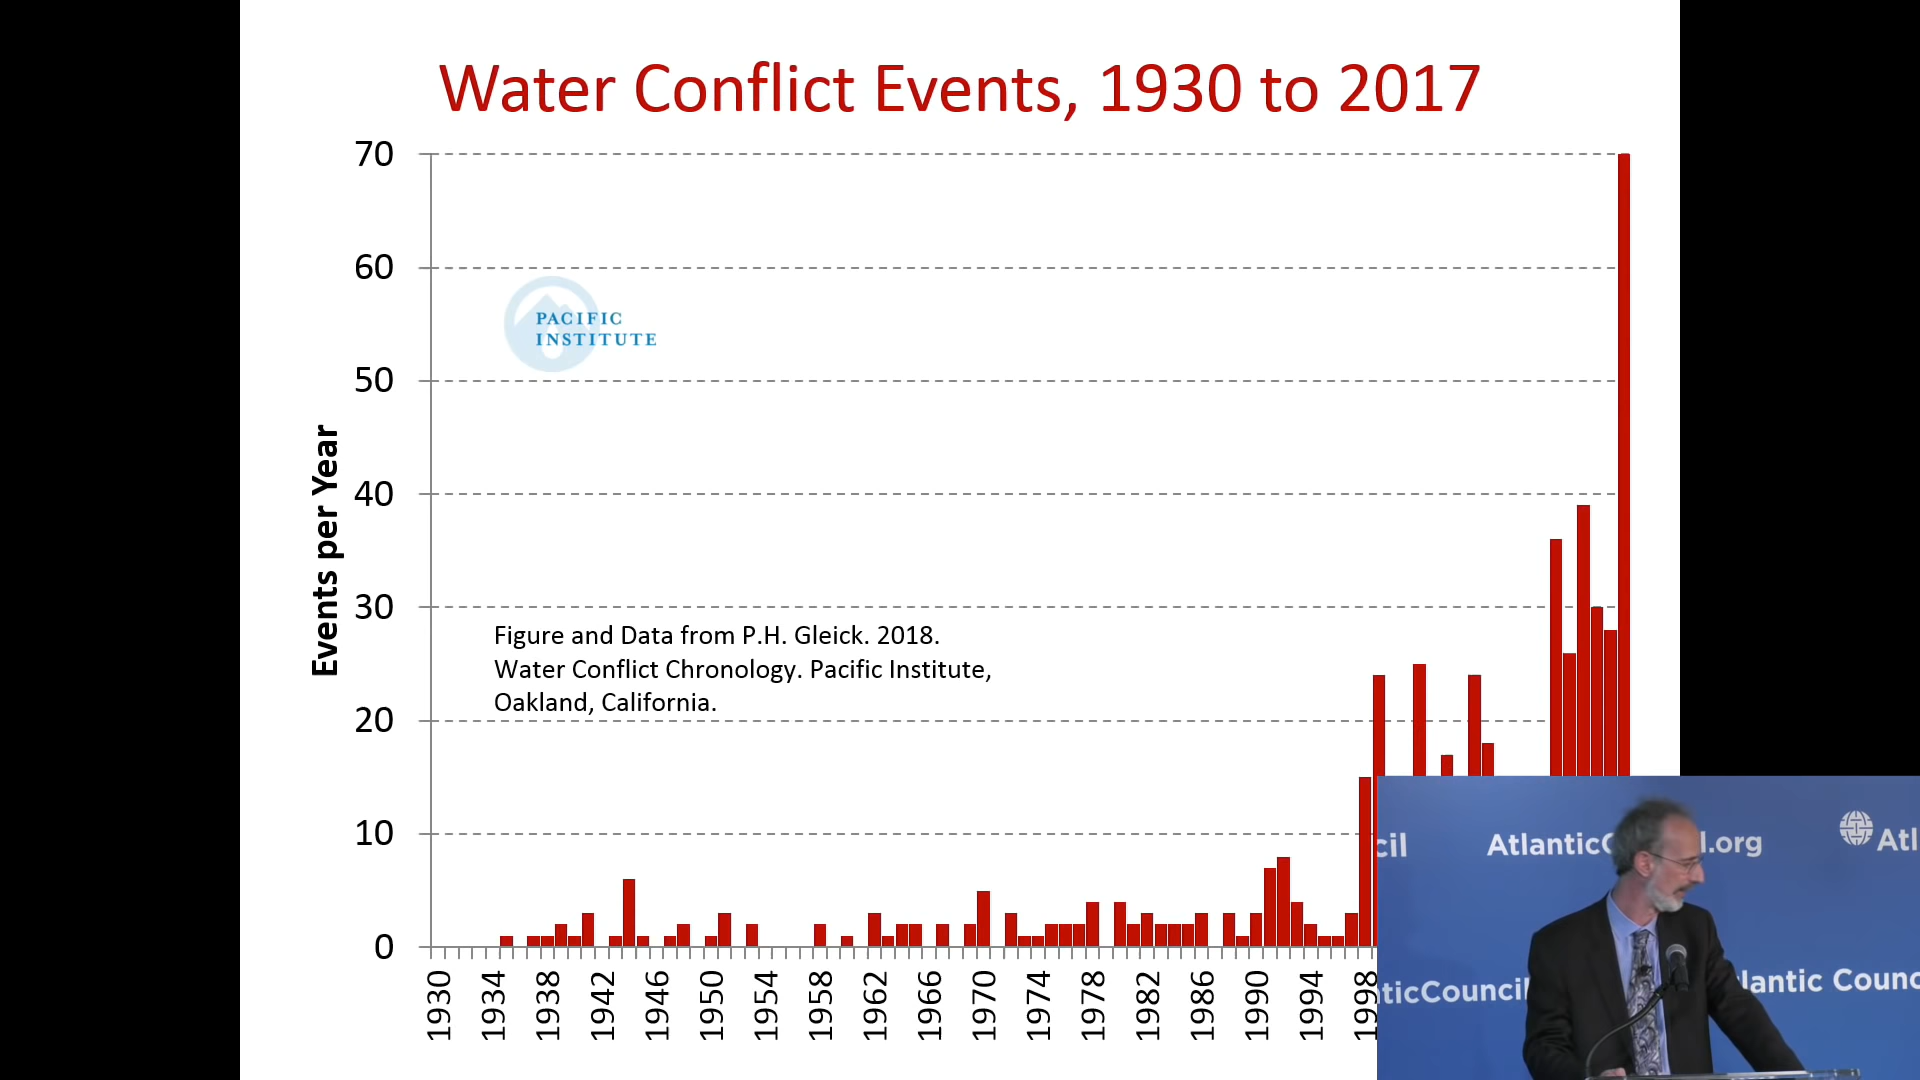 Water Conflict Events, 1930 to 2017
70
60
50
40
30
20
10
0
Events per Year
PACIFIC
INSTITUTE
Figure and Data from P.H. Gleick. 2018.
Water Conflict Chronology. Pacific Institute,
Oakland, California.
1930
1934
1938
1942
1946
1950
1954
1958
1962
1966
1970
1974
1978
1982
1986
1990
1994
1998
cil
AtlanticC
l.org
Atl
ticCouncil
lantic Counc